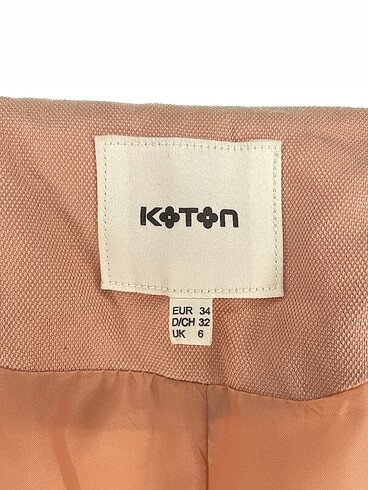 KOTON
EUR 34
D/CH 32
UK 6